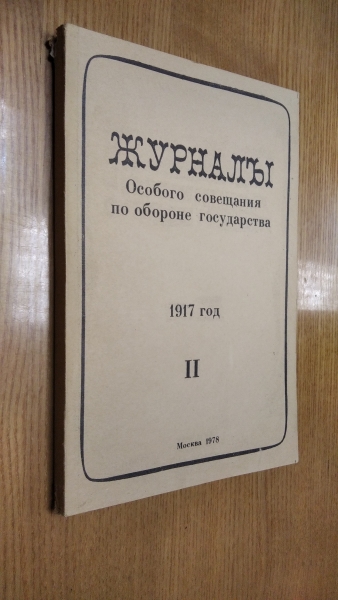 ЖУРНАЛЫ
Особого совещания
по обороне государства
1917 год
II
Москва 1978